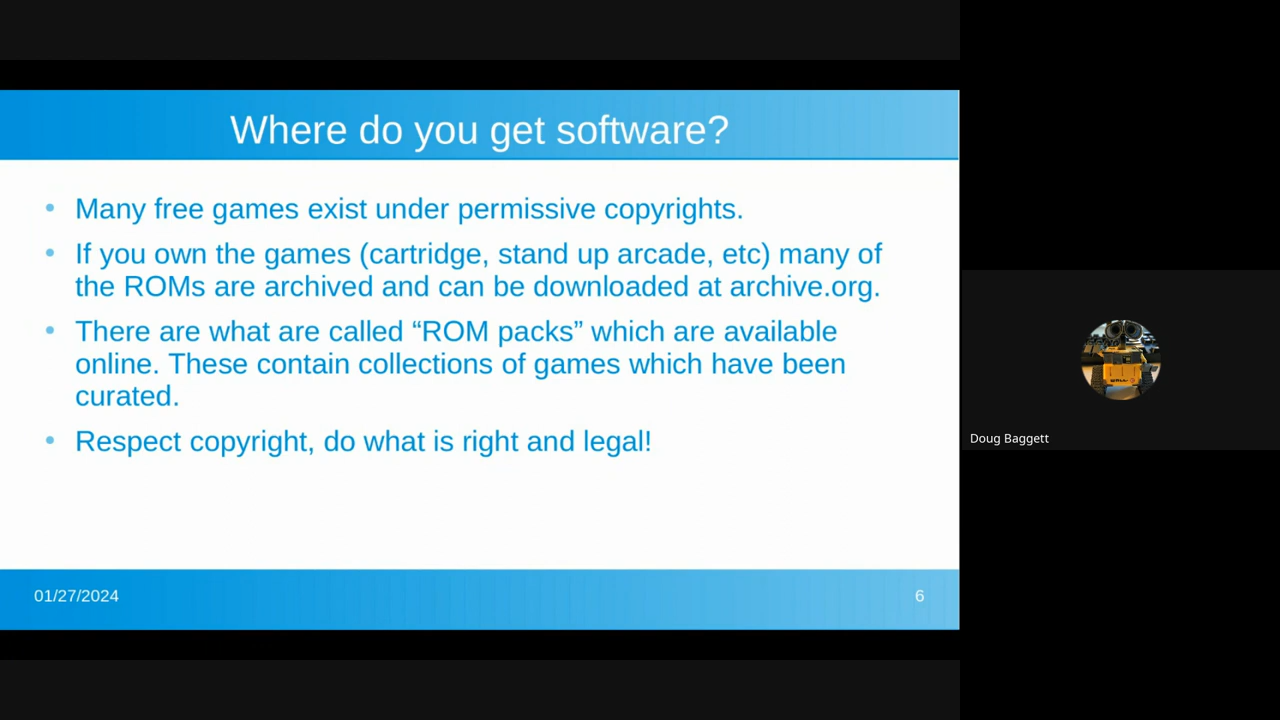 Where do you get software?
• Many free games exist under permissive copyrights.
• If you own the games (cartridge, stand up arcade, etc) many of
the ROMs are archived and can be downloaded at archive.org.
• There are what are called “ROM packs” which are available
online. These contain collections of games which have been
curated.
• Respect copyright, do what is right and legal!
01/27/2024
6
Doug Baggett